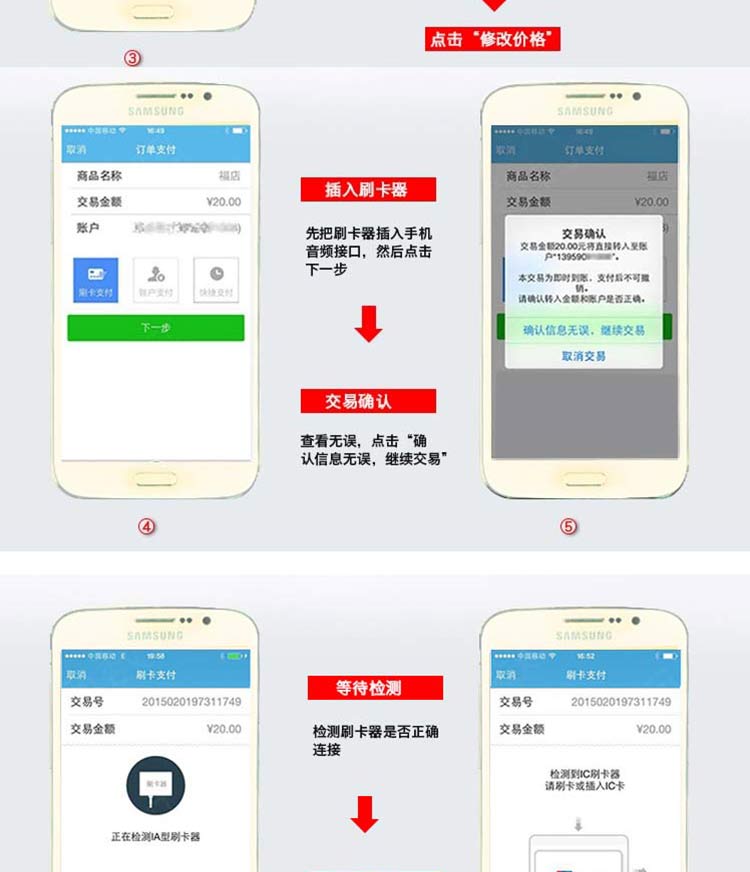 点击“修改价格”
③
SAMSUNG
中国移动 16:49
取消 订单支付
商品名称 福店
交易金额 ¥20.00
账户
刷卡支付 账户支付 快捷支付
下一步
④
插入刷卡器
先把刷卡器插入手机
音频接口，然后点击
下一步
交易确认
查看无误，点击“确
认信息无误，继续交易”
SAMSUNG
中国移动 16:49
取消 订单支付
商品名称 福店
交易金额 ¥20.00
交易确认
交易金额20.00元将直接转入至账
户“139590
本交易为即时到账，支付后不可撤
销。
请确认转入金额和账户是否正确。
确认信息无误，继续交易
取消交易
⑤
SAMSUNG
中国移动 E 19:58
取消 刷卡支付
交易号 2015020197311749
交易金额 ¥20.00
刷卡器
正在检测IA型刷卡器
等待检测
检测刷卡器是否正确
连接
SAMSUNG
中国移动 16:52
取消 刷卡支付
交易号 2015020197311749
交易金额 ¥20.00
检测到IC刷卡器
请刷卡或插入IC卡